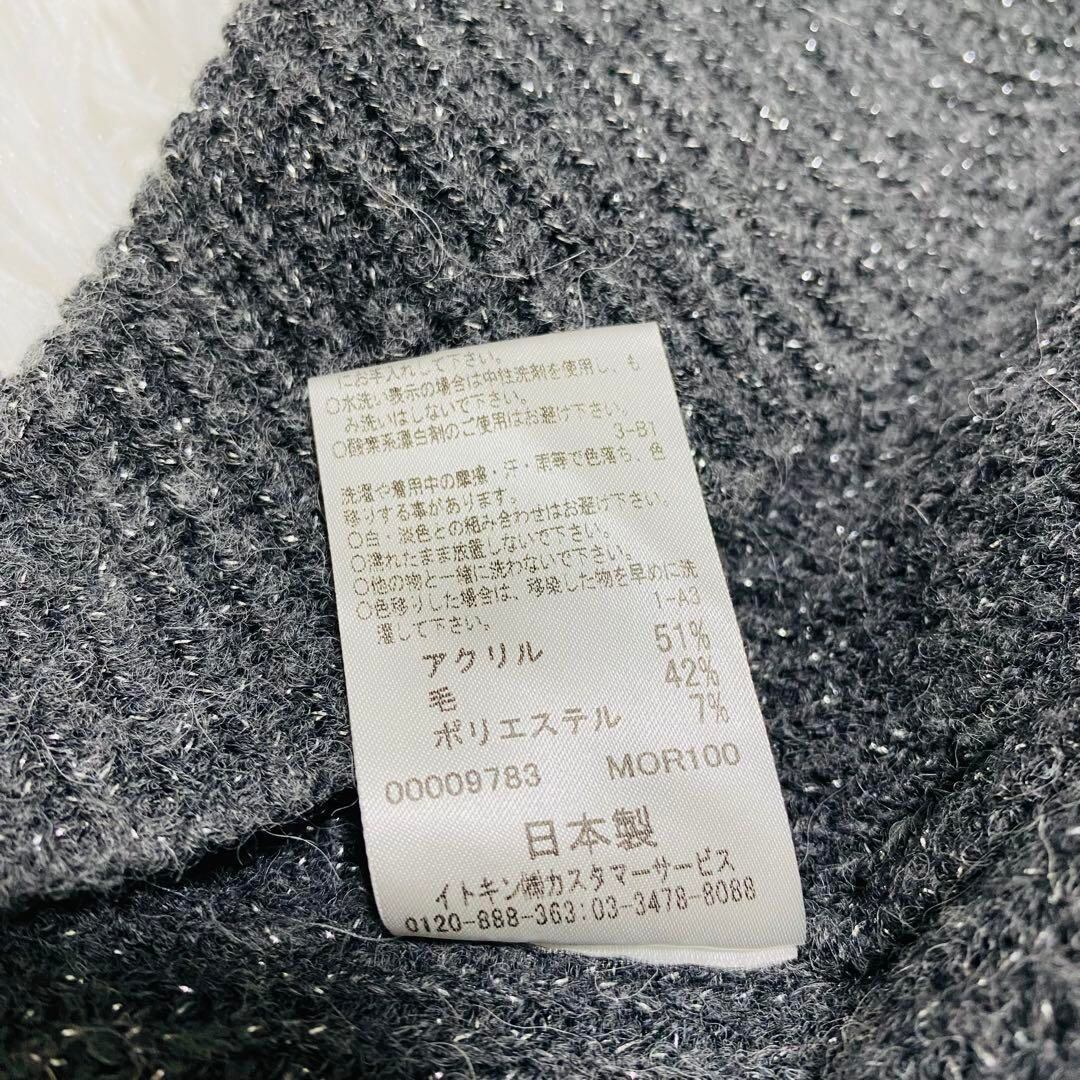 にお手入れして下さい。
○水洗い表示の場合は中性洗剤を使用し、も
み洗いはしないで下さい。
○酸素系漂白剤のご使用はお避け下さい。
3-B1
洗濯や着用中の摩擦・汗・雨等で色落ち、色
移りする事があります。
○白・淡色との組み合わせはお避け下さい。
○濡れたまま放置しないで下さい。
○他の物と一緒に洗わないで下さい。
○色移りした場合は、移染した物を早めに洗
濯して下さい。
1-A3
アクリル 51%
毛 42%
ポリエステル 7%
00009783 MOR100
日本製
イトキン㈱カスタマーサービス
0120-888-363:03-3478-8088